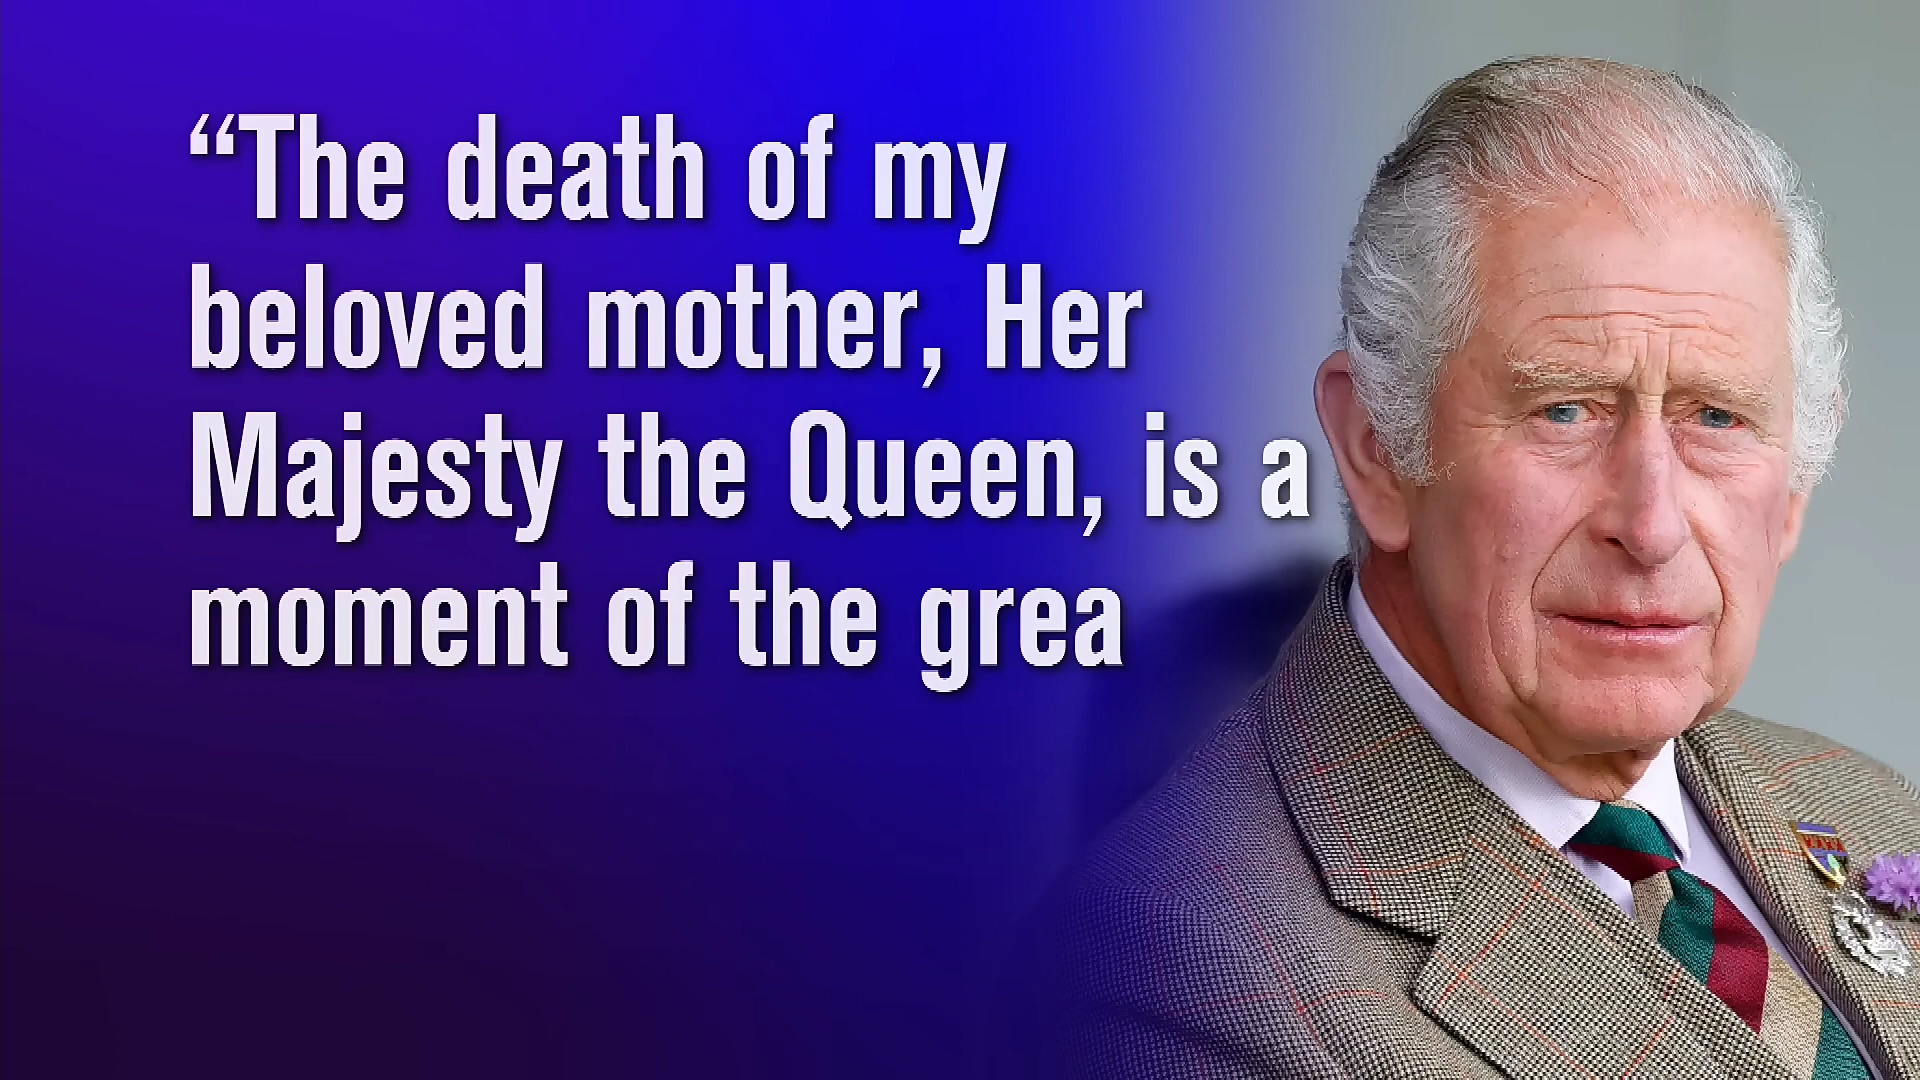 “The death of my
beloved mother, Her
Majesty the Queen, is a
moment of the grea